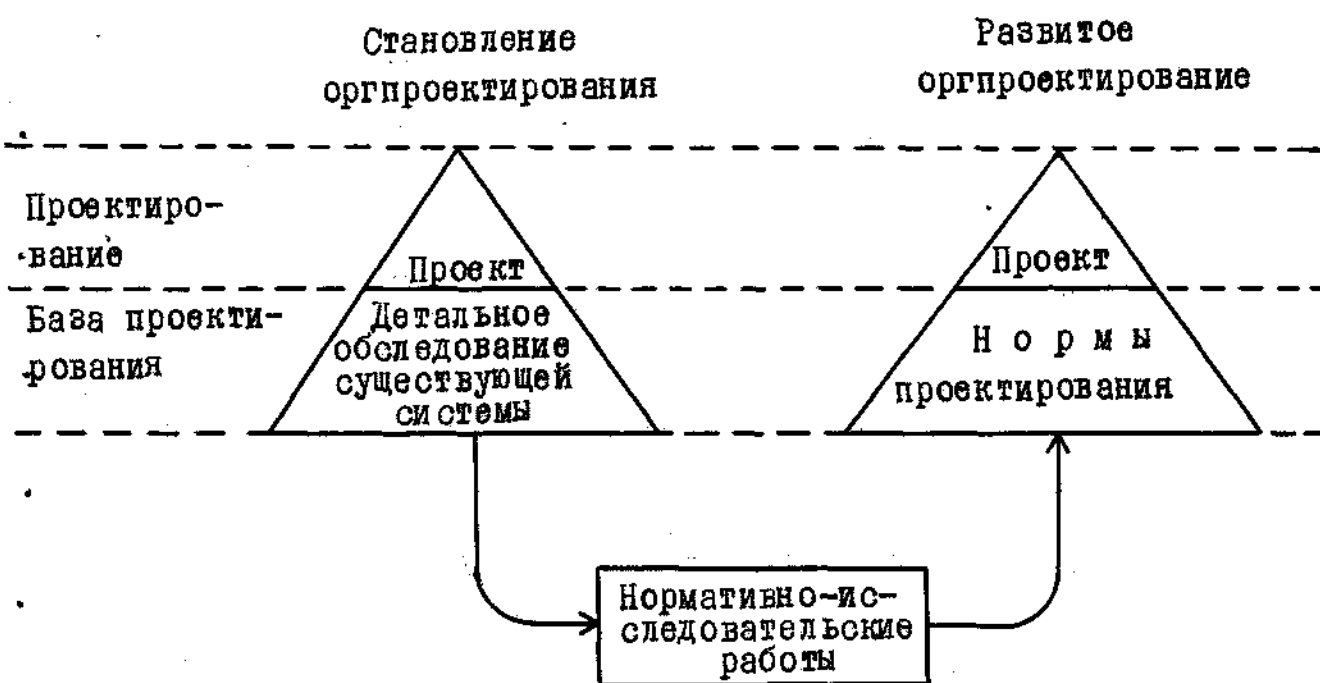 Становление
оргпроектирования
Развитое
оргпроектирование
Проектиро-
вание
Проект
Проект
База проекти-
рования
Детальное
обследование
существующей
системы
Нормы
проектирования
Нормативно-ис-
следовательские
работы